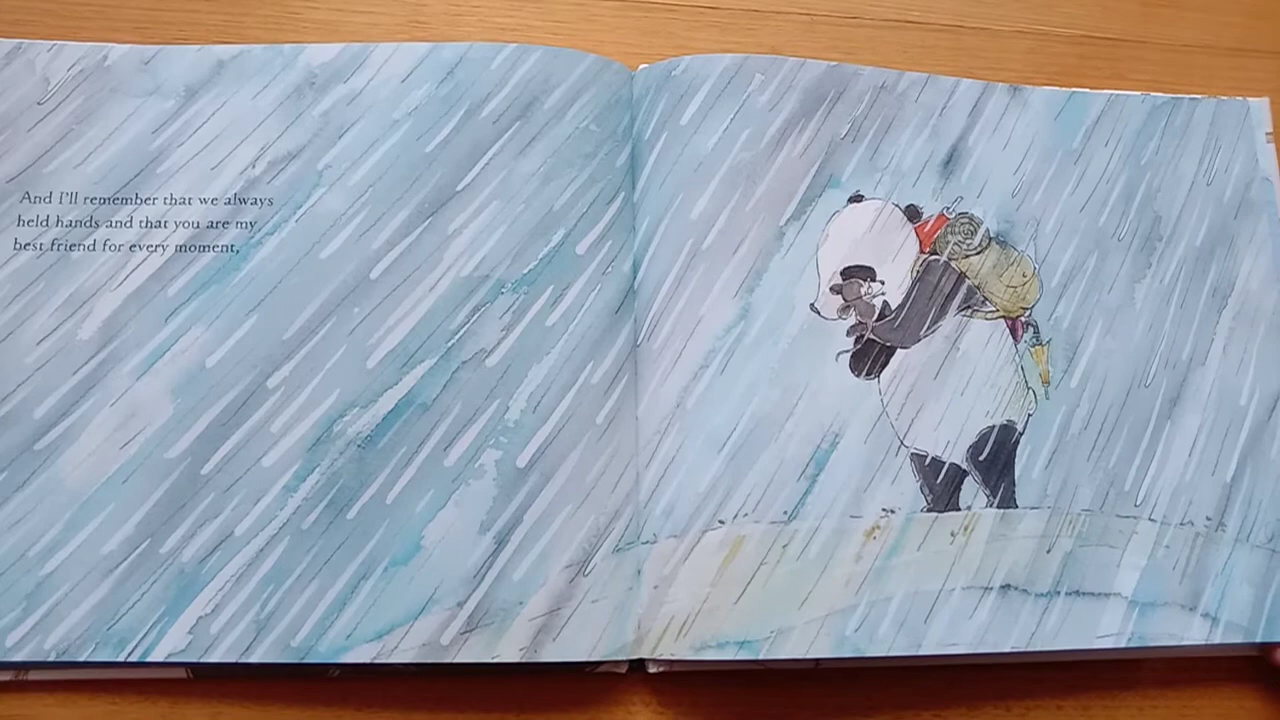 And I'll remember that we always
held hands and that you are my
best friend for every moment,